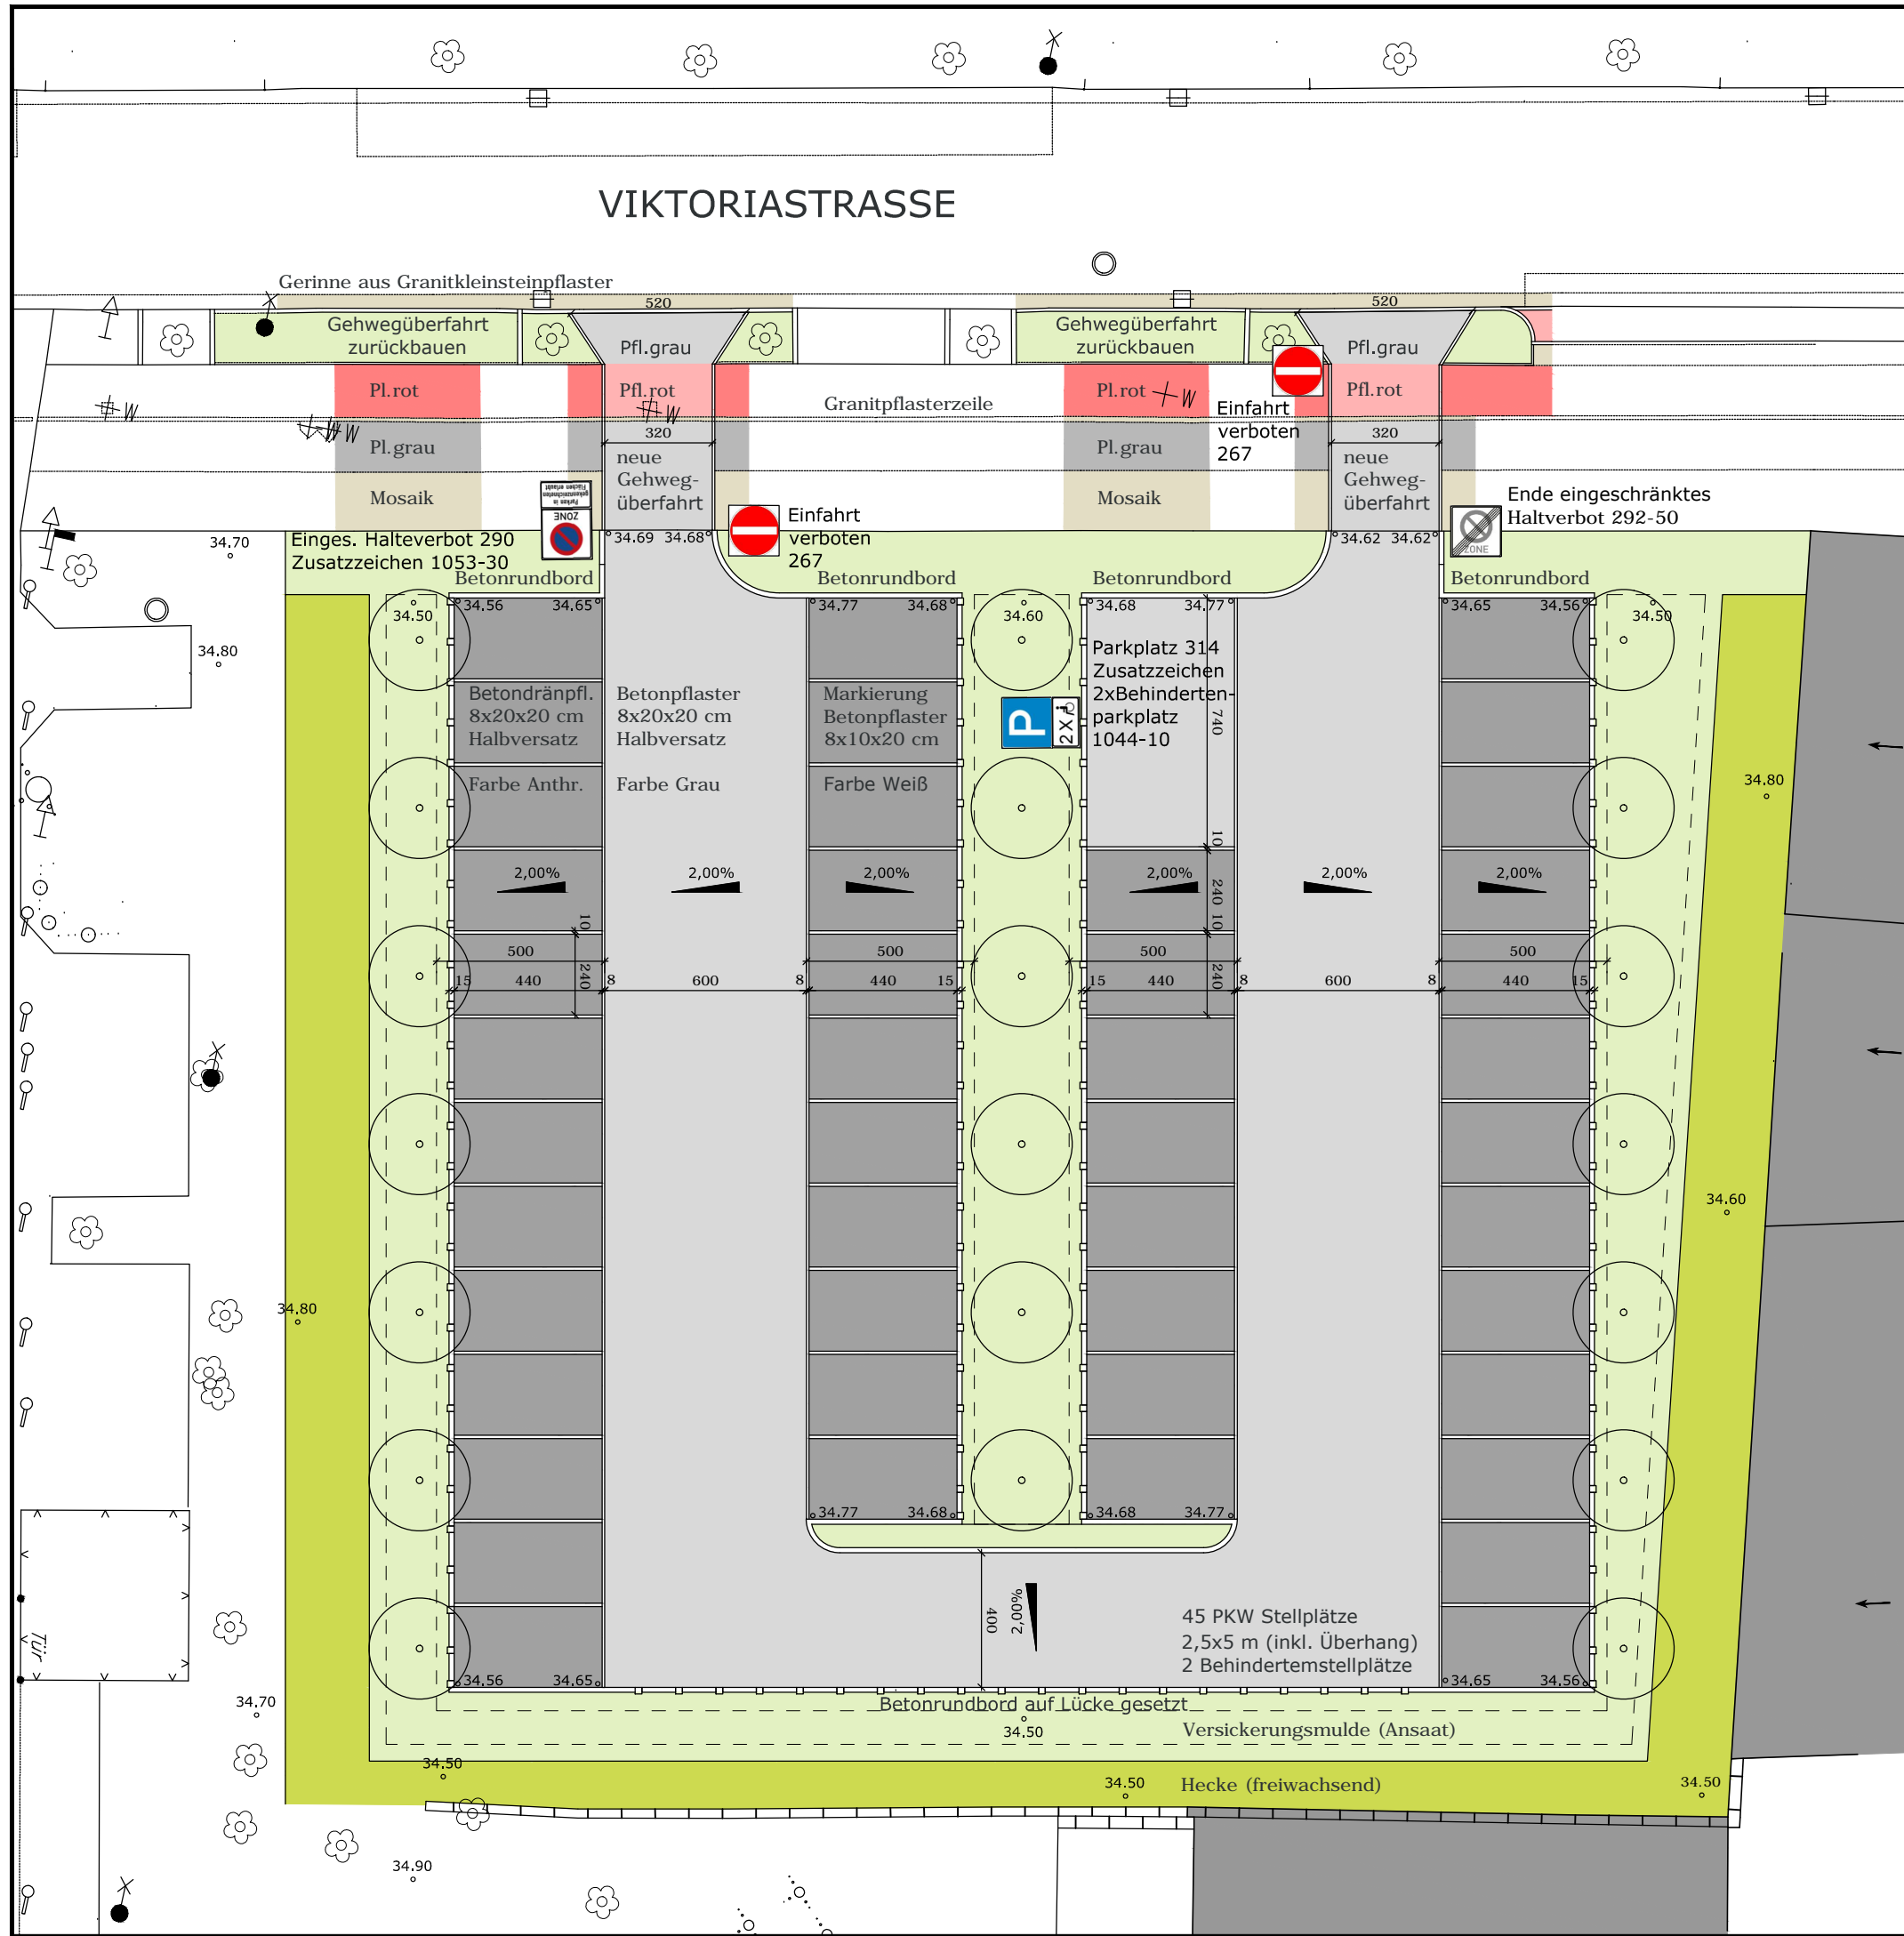 VIKTORIASTRASSE
Gerinne aus Granitkleinsteinpflaster
520
520
Gehwegüberfahrt
zurückbauen
Pfl.grau
Gehwegüberfahrt
zurückbauen
Pfl.grau
Pl.rot
Pfl.rot
W
W
Granitpflasterzeile
Pl.rot
W
Pfl.rot
Einfahrt
verboten
267
W W
Pl.grau
320
Pl.grau
320
neue
Gehweg-
überfahrt
neue
Gehweg-
überfahrt
Mosaik
Mosaik
Parken in
gekennzeichneten
Flächen erlaubt
ZONE
Einfahrt
verboten
267
Ende eingeschränktes
Haltverbot 292-50
ZONE
Einges. Halteverbot 290
Zusatzzeichen 1053-30
34.70
34.69 34.68
34.62 34.62
Betonrundbord
Betonrundbord
Betonrundbord
Betonrundbord
34.50
34.56
34.65
34.77
34.68
34.60
34.68
34.77
34.65
34.56
34.50
34.80
Parkplatz 314
Zusatzzeichen
2xBehinderten-
parkplatz
1044-10
P
2X
740
Betondränpfl.
8x20x20 cm
Halbversatz
Farbe Anthr.
Betonpflaster
8x20x20 cm
Halbversatz
Farbe Grau
Markierung
Betonpflaster
8x10x20 cm
Farbe Weiß
34.80
10
2,00%
2,00%
2,00%
2,00%
2,00%
2,00%
10
240
10
500
500
500
500
240
240
15
440
8
600
8
440
15
15
440
8
600
8
440
15
34.60
34.80
34.77
34.68
34.68
34.77
400
2,00%
45 PKW Stellplätze
2,5x5 m (inkl. Überhang)
2 Behindertemstellplätze
Tür
34.56
34.65
34.65
34.56
34.70
Betonrundbord auf Lücke gesetzt
34.50
Versickerungsmulde (Ansaat)
34.50
34.50
Hecke (freiwachsend)
34.50
34.90